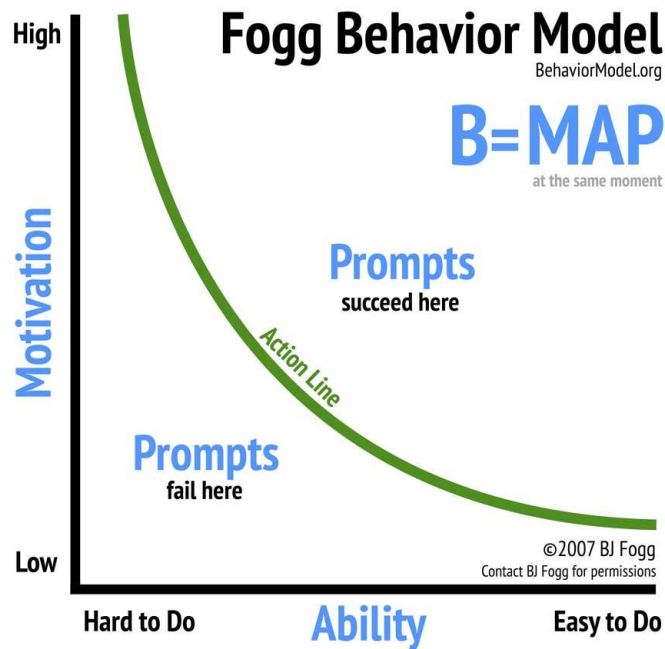 High
Fogg Behavior Model
BehaviorModel.org
B=MAP
at the same moment
Motivation
Prompts
succeed here
Action Line
Prompts
fail here
Low
©2007 BJ Fogg
Contact BJ Fogg for permissions
Hard to Do
Ability
Easy to Do